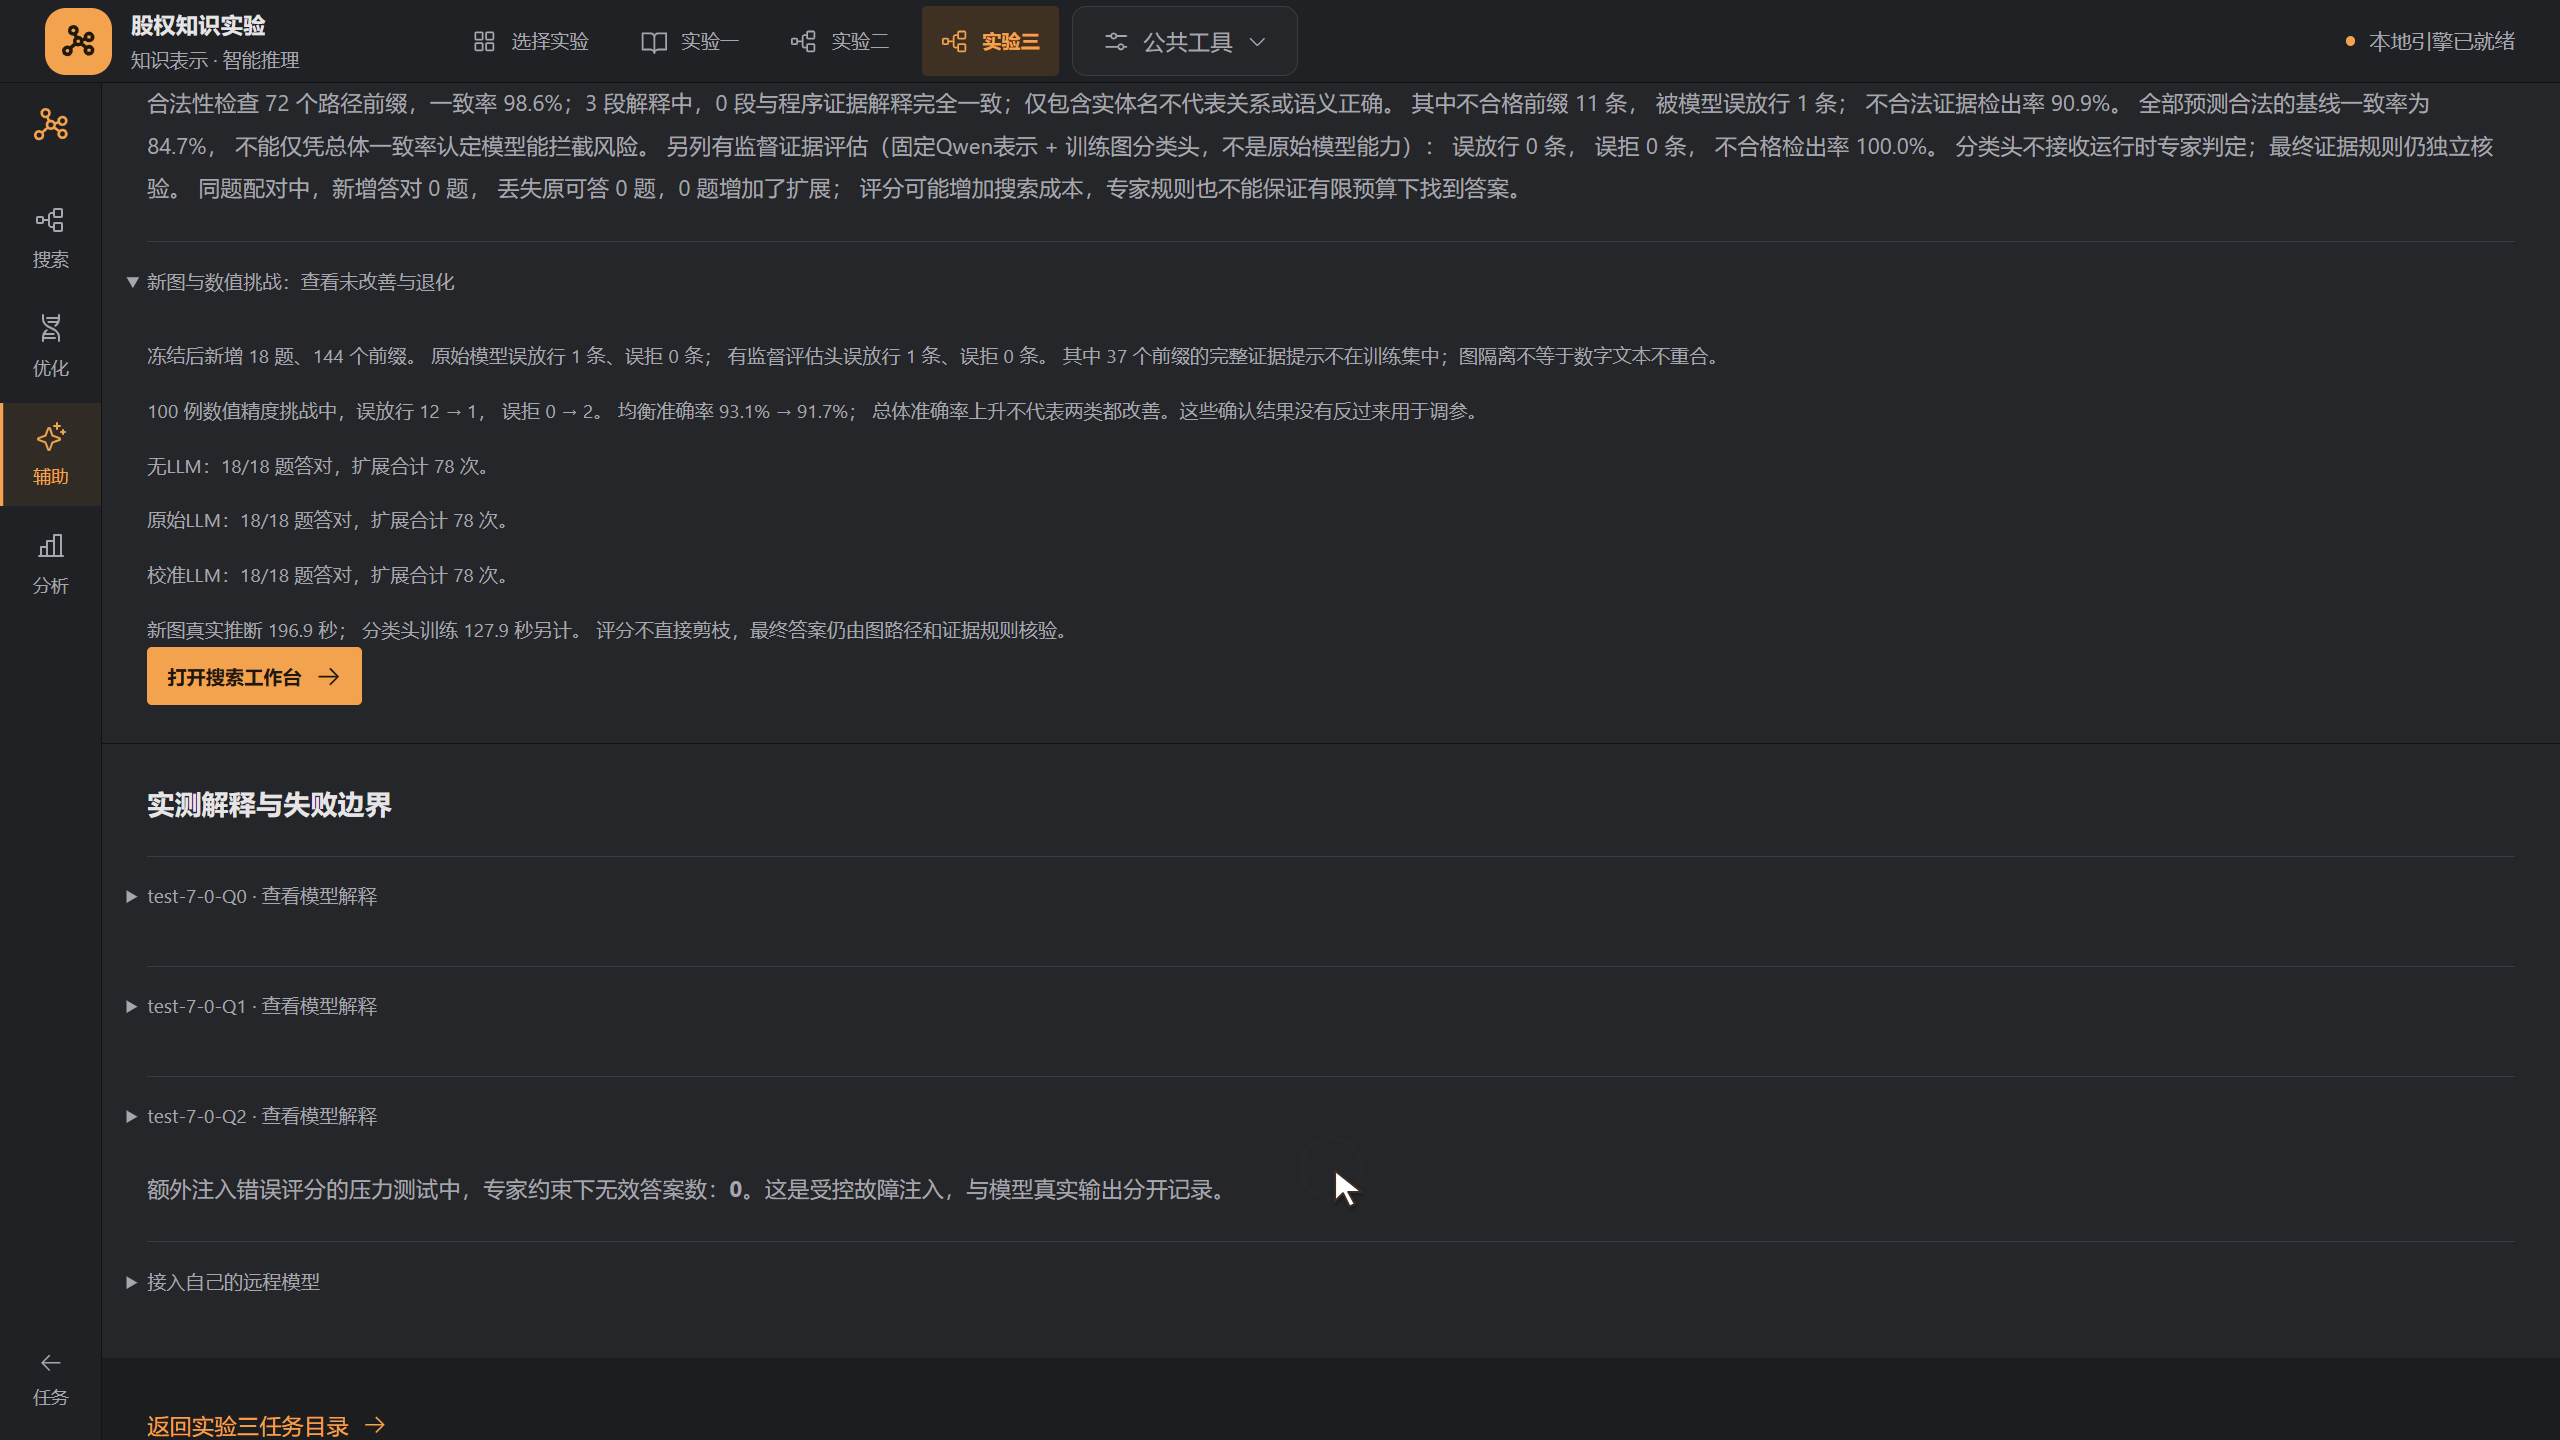 股权知识实验
知识表示 · 智能推理
选择实验
实验一
实验二
实验三
公共工具
本地引擎已就绪
搜索
优化
辅助
分析
任务
合法性检查 72 个路径前缀，一致率 98.6%；3 段解释中，0 段与程序证据解释完全一致；仅包含实体名不代表关系或语义正确。 其中不合格前缀 11 条， 被模型误放行 1 条； 不合法证据检出率 90.9%。 全部预测合法的基线一致率为
84.7%， 不能仅凭总体一致率认定模型能拦截风险。 另列有监督证据评估（固定Qwen表示 + 训练图分类头，不是原始模型能力）： 误放行 0 条， 误拒 0 条， 不合格检出率 100.0%。 分类头不接收运行时专家判定；最终证据规则仍独立核
验。 同题配对中，新增答对 0 题， 丢失原可答 0 题，0 题增加了扩展； 评分可能增加搜索成本，专家规则也不能保证有限预算下找到答案。
新图与数值挑战：查看未改善与退化
冻结后新增 18 题、144 个前缀。 原始模型误放行 1 条、误拒 0 条； 有监督评估头误放行 1 条、误拒 0 条。 其中 37 个前缀的完整证据提示不在训练集中；图隔离不等于数字文本不重合。
100 例数值精度挑战中，误放行 12 → 1， 误拒 0 → 2。 均衡准确率 93.1% → 91.7%； 总体准确率上升不代表两类都改善。这些确认结果没有反过来用于调参。
无LLM：18/18 题答对，扩展合计 78 次。
原始LLM：18/18 题答对，扩展合计 78 次。
校准LLM：18/18 题答对，扩展合计 78 次。
新图真实推断 196.9 秒； 分类头训练 127.9 秒另计。 评分不直接剪枝，最终答案仍由图路径和证据规则核验。
打开搜索工作台
实测解释与失败边界
test-7-0-Q0 · 查看模型解释
test-7-0-Q1 · 查看模型解释
test-7-0-Q2 · 查看模型解释
额外注入错误评分的压力测试中，专家约束下无效答案数：0。这是受控故障注入，与模型真实输出分开记录。
接入自己的远程模型
返回实验三任务目录